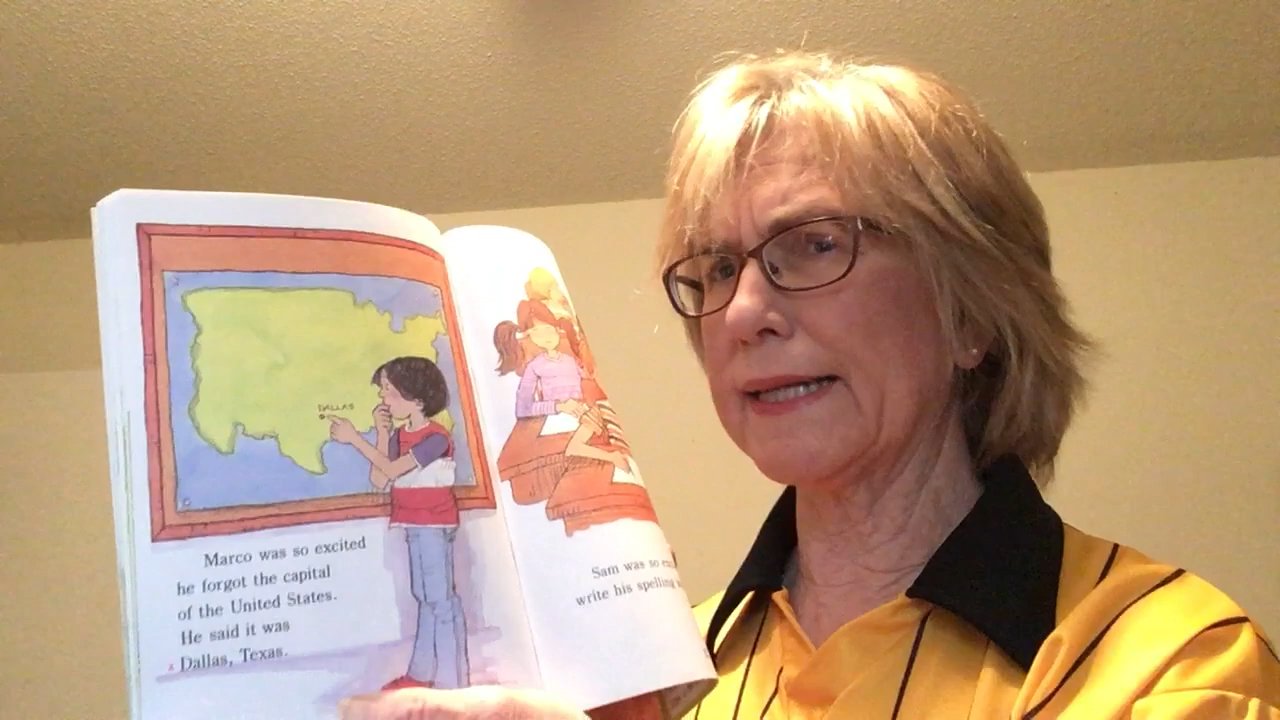 DALLAS
Marco was so excited
he forgot the capital
of the United States.
He said it was
Dallas, Texas.
Sam was so
write his spelling